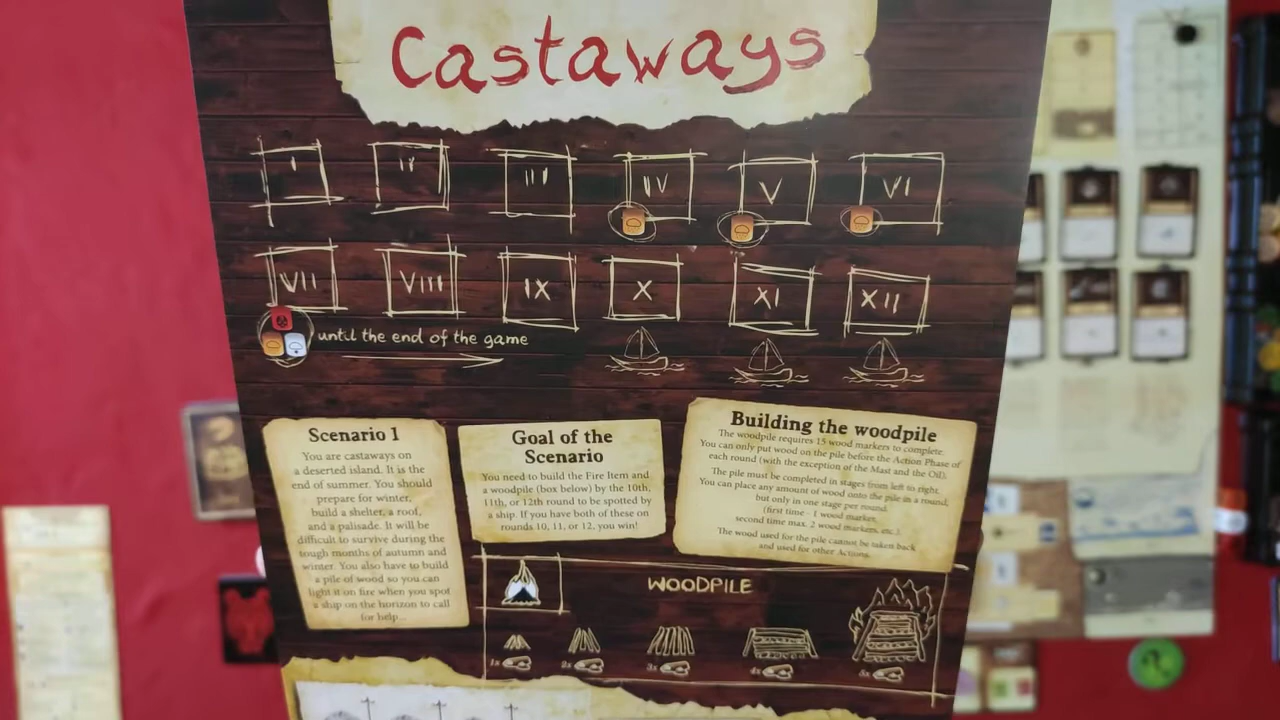 Castaways
I II III IV V VI
VII VIII IX X XI XII
until the end of the game
Scenario 1
You are castaways on
a deserted island. It is the
end of summer. You should
prepare for winter,
build a shelter, a roof,
and a palisade. It will be
difficult to survive during the
tough months of autumn and
winter. You also have to build
a pile of wood so you can
light it on fire when you spot
a ship on the horizon to call
for help...
Goal of the
Scenario
You need to build the Fire Item and
a woodpile (box below) by the 10th,
11th, or 12th round to be spotted by
a ship. If you have both of these on
rounds 10, 11, or 12, you win!
Building the woodpile
The woodpile requires 15 wood markers to complete.
You can only put wood on the pile before the Action Phase of
each round (with the exception of the Mast and the Oil).
The pile must be completed in stages from left to right.
You can place any amount of wood onto the pile in a round,
but only in one stage per round.
(first time - 1 wood marker,
second time max. 2 wood markers, etc.).
The wood used for the pile cannot be taken back
and used for other Actions.
WOODPILE
1x 2x 3x 4x 5x